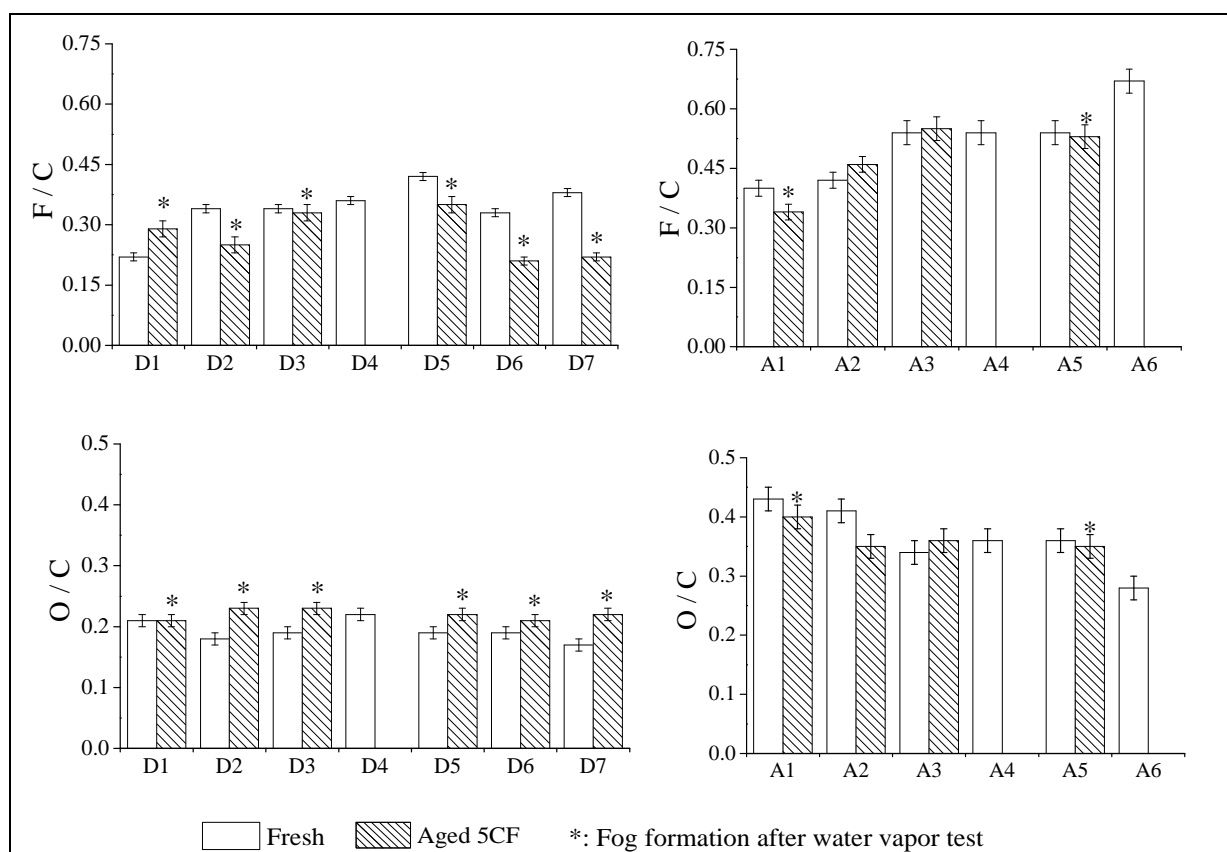 0.75
0.60
0.45
0.30
0.15
0.00
F / C
* * * * * *
D1 D2 D3 D4 D5 D6 D7
0.75
0.60
0.45
0.30
0.15
0.00
F / C
* *
A1 A2 A3 A4 A5 A6
0.5
0.4
0.3
0.2
0.1
0.0
O / C
* * * * * *
D1 D2 D3 D4 D5 D6 D7
0.5
0.4
0.3
0.2
0.1
0.0
O / C
* *
A1 A2 A3 A4 A5 A6
Fresh Aged 5CF *: Fog formation after water vapor test